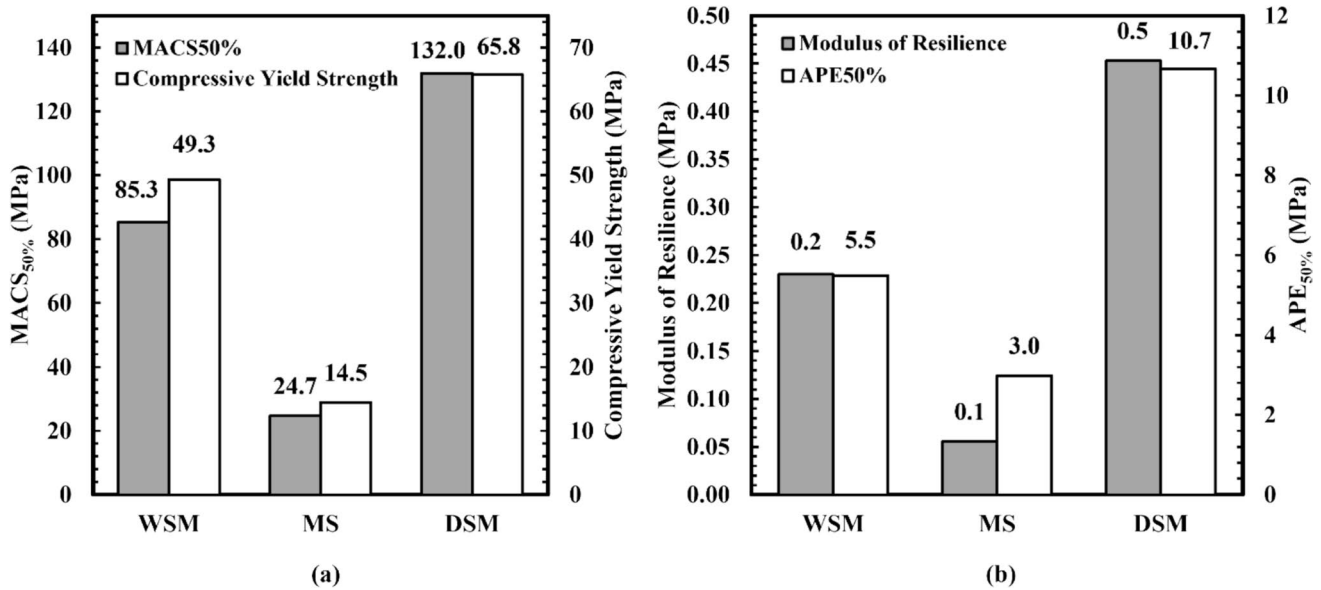 MACS50%
Compressive Yield Strength
MACS50% (MPa)
140
120
100
80
60
40
20
0
85.3
49.3
24.7
14.5
132.0
65.8
70
60
50
40
30
20
10
0
Compressive Yield Strength (MPa)
WSM
MS
DSM
(a)
Modulus of Resilience
APE50%
Modulus of Resilience (MPa)
0.50
0.45
0.40
0.35
0.30
0.25
0.20
0.15
0.10
0.05
0.00
0.2
5.5
0.1
3.0
0.5
10.7
12
10
8
6
4
2
0
APE50% (MPa)
WSM
MS
DSM
(b)